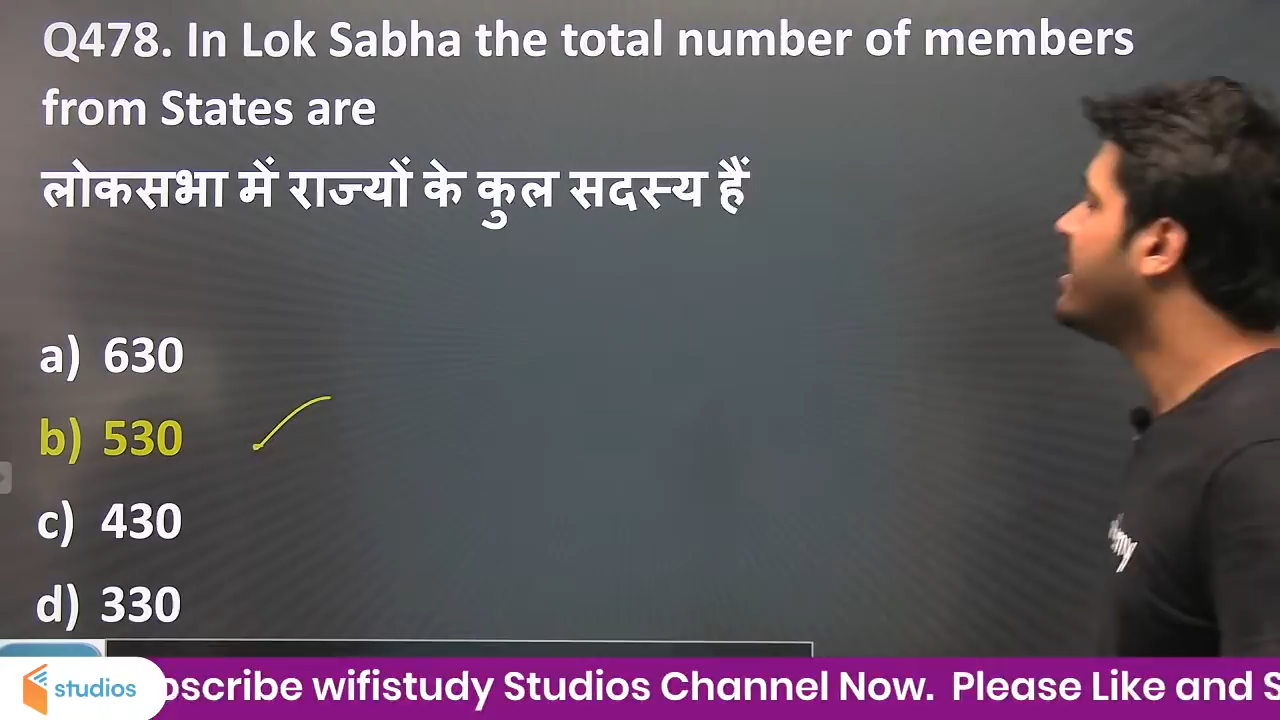 Q478. In Lok Sabha the total number of members
from States are
लोकसभा में राज्यों के कुल सदस्य हैं
a) 630
b) 530
c) 430
d) 330
studios
bscribe wifistudy Studios Channel Now. Please Like and S